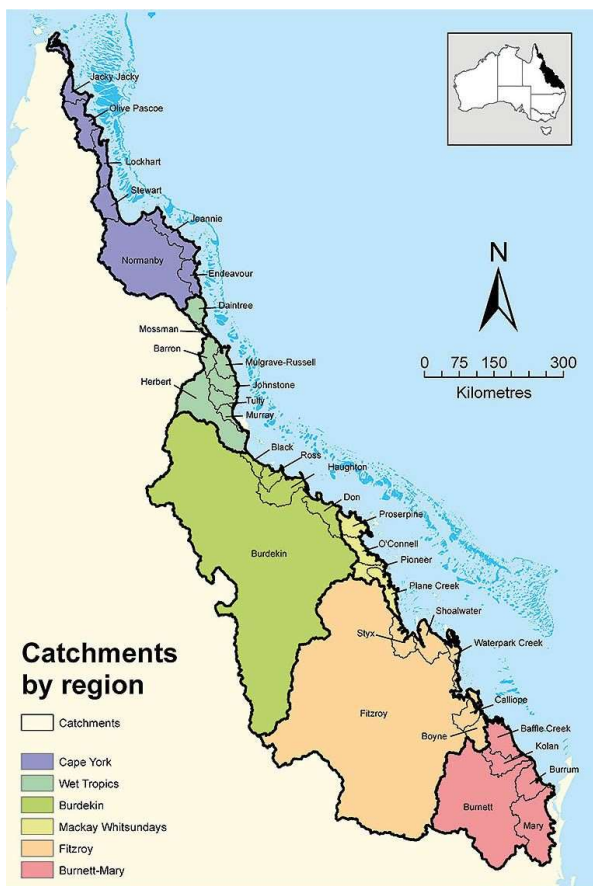 Jacky Jacky
Olive Pascoe
Lockhart
Stewart
Jeannie
Normanby
Endeavour
Daintree
Mossman
Barron
Mulgrave-Russell
Herbert
Johnstone
Tully
Murray
Black
Ross
Haughton
Don
Proserpine
O'Connell
Burdekin
Pioneer
Plane Creek
Shoalwater
Styx
Waterpark Creek
Calliope
Fitzroy
Boyne
Baffle Creek
Kolan
Burrum
Burnett
Mary
N
0 75 150 300
Kilometres
Catchments
by region
Catchments
Cape York
Wet Tropics
Burdekin
Mackay Whitsundays
Fitzroy
Burnett-Mary